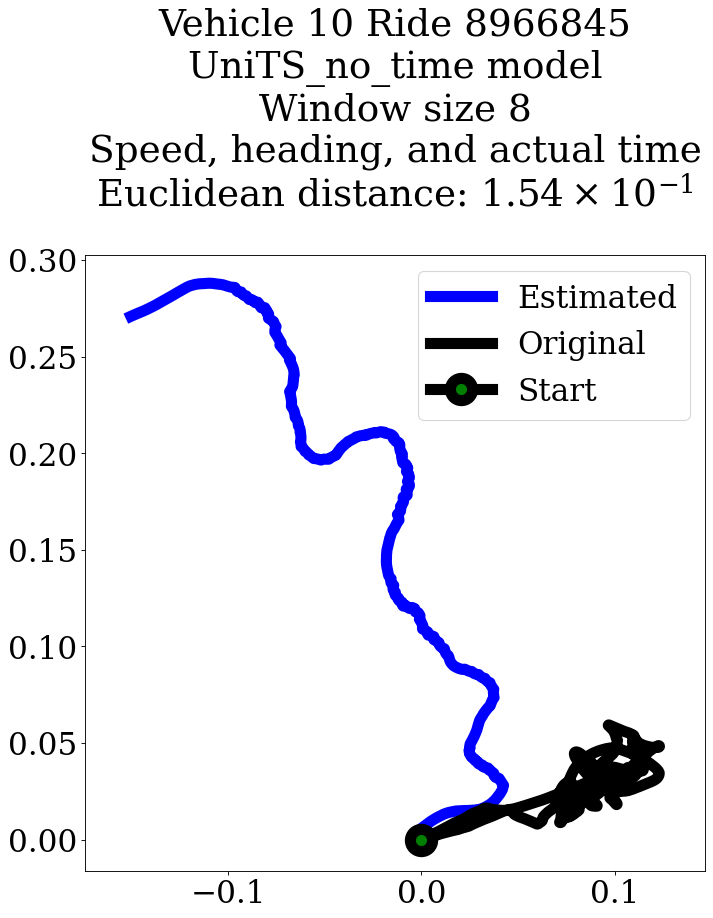 Vehicle 10 Ride 8966845
UniTS_no_time model
Window size 8
Speed, heading, and actual time
Euclidean distance: 1.54 × 10⁻¹
0.30
Estimated
0.25
Original
Start
0.20
0.15
0.10
0.05
0.00
−0.1 0.0 0.1